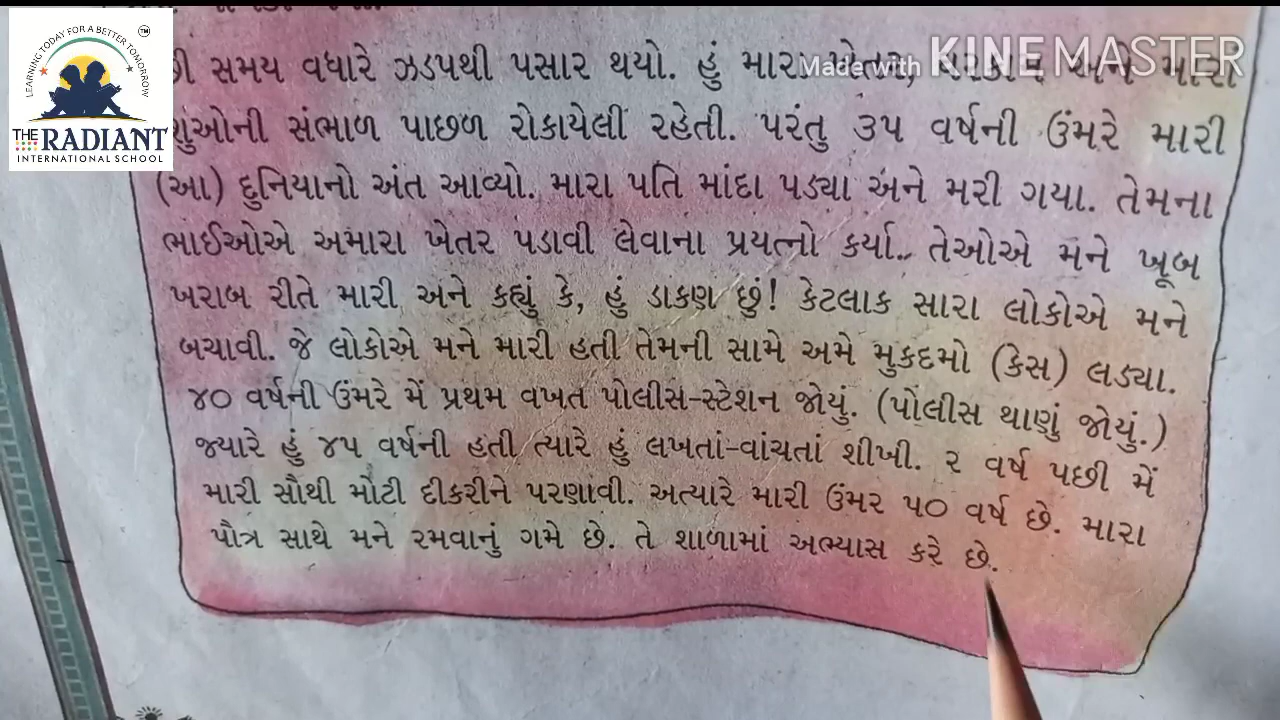 LEARNING TODAY FOR A BETTER TOMORROW
TM
THE RADIANT
INTERNATIONAL SCHOOL
Made with KINEMASTER
સમય વધારે ઝડપથી પસાર થયો. હું મારા ખેતર, અને મારા
શુઓની સંભાળ પાછળ રોકાયેલી રહેતી. પરંતુ ૩૫ વર્ષની ઉંમરે મારી
(આ) દુનિયાનો અંત આવ્યો. મારા પતિ માંદા પડ્યા અને મરી ગયા. તેમના
ભાઈઓએ અમારા ખેતર પડાવી લેવાના પ્રયત્નો કર્યા.. તેઓએ મને ખૂબ
ખરાબ રીતે મારી અને કહ્યું કે, હું ડાકણ છું! કેટલાક સારા લોકોએ મને
બચાવી. જે લોકોએ મને મારી હતી તેમની સામે અમે મુકદમો (કેસ) લડ્યા.
૪૦ વર્ષની ઉંમરે મેં પ્રથમ વખત પોલીસ-સ્ટેશન જોયું. (પોલીસ થાણું જોયું.)
જ્યારે હું ૪૫ વર્ષની હતી ત્યારે હું લખતાં-વાંચતાં શીખી. ૨ વર્ષ પછી મેં
મારી સૌથી મોટી દીકરીને પરણાવી. અત્યારે મારી ઉંમર ૫૦ વર્ષ છે. મારા
પૌત્ર સાથે મને રમવાનું ગમે છે. તે શાળામાં અભ્યાસ કરે છે.